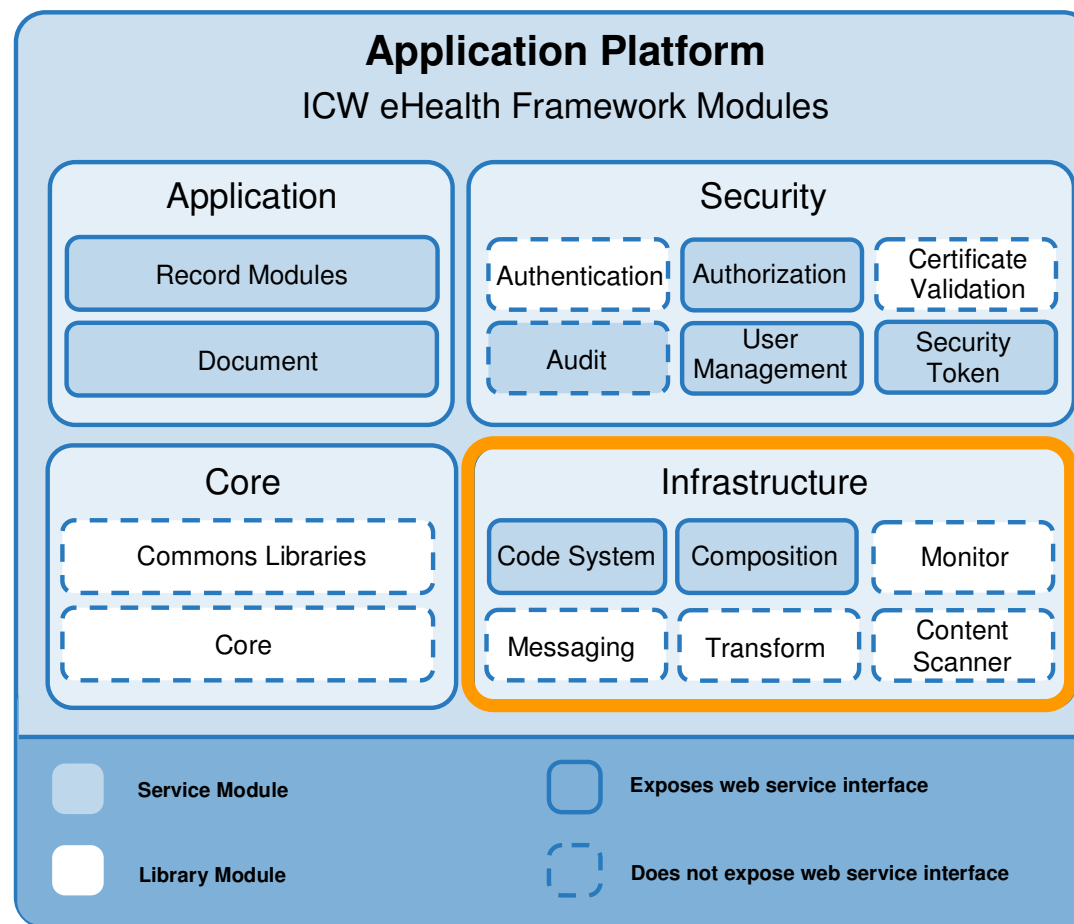 Application Platform
ICW eHealth Framework Modules
Application
Record Modules
Document
Security
Authentication
Authorization
Certificate
Validation
Audit
User
Management
Security
Token
Core
Commons Libraries
Core
Infrastructure
Code System
Composition
Monitor
Messaging
Transform
Content
Scanner
Service Module
Exposes web service interface
Library Module
Does not expose web service interface